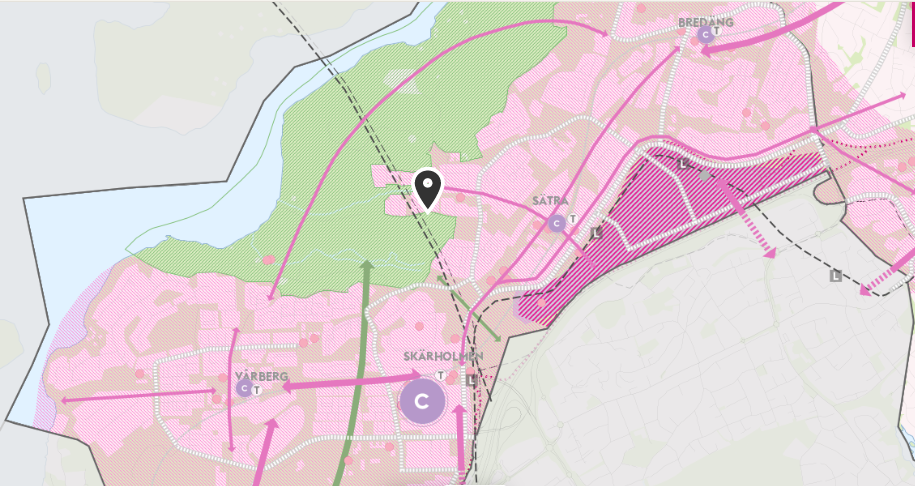 BREDÄNG
C T
L
SÄTRA
C T
L
L
SKÄRHOLMEN
VÅRBERG
T
L
C T
C